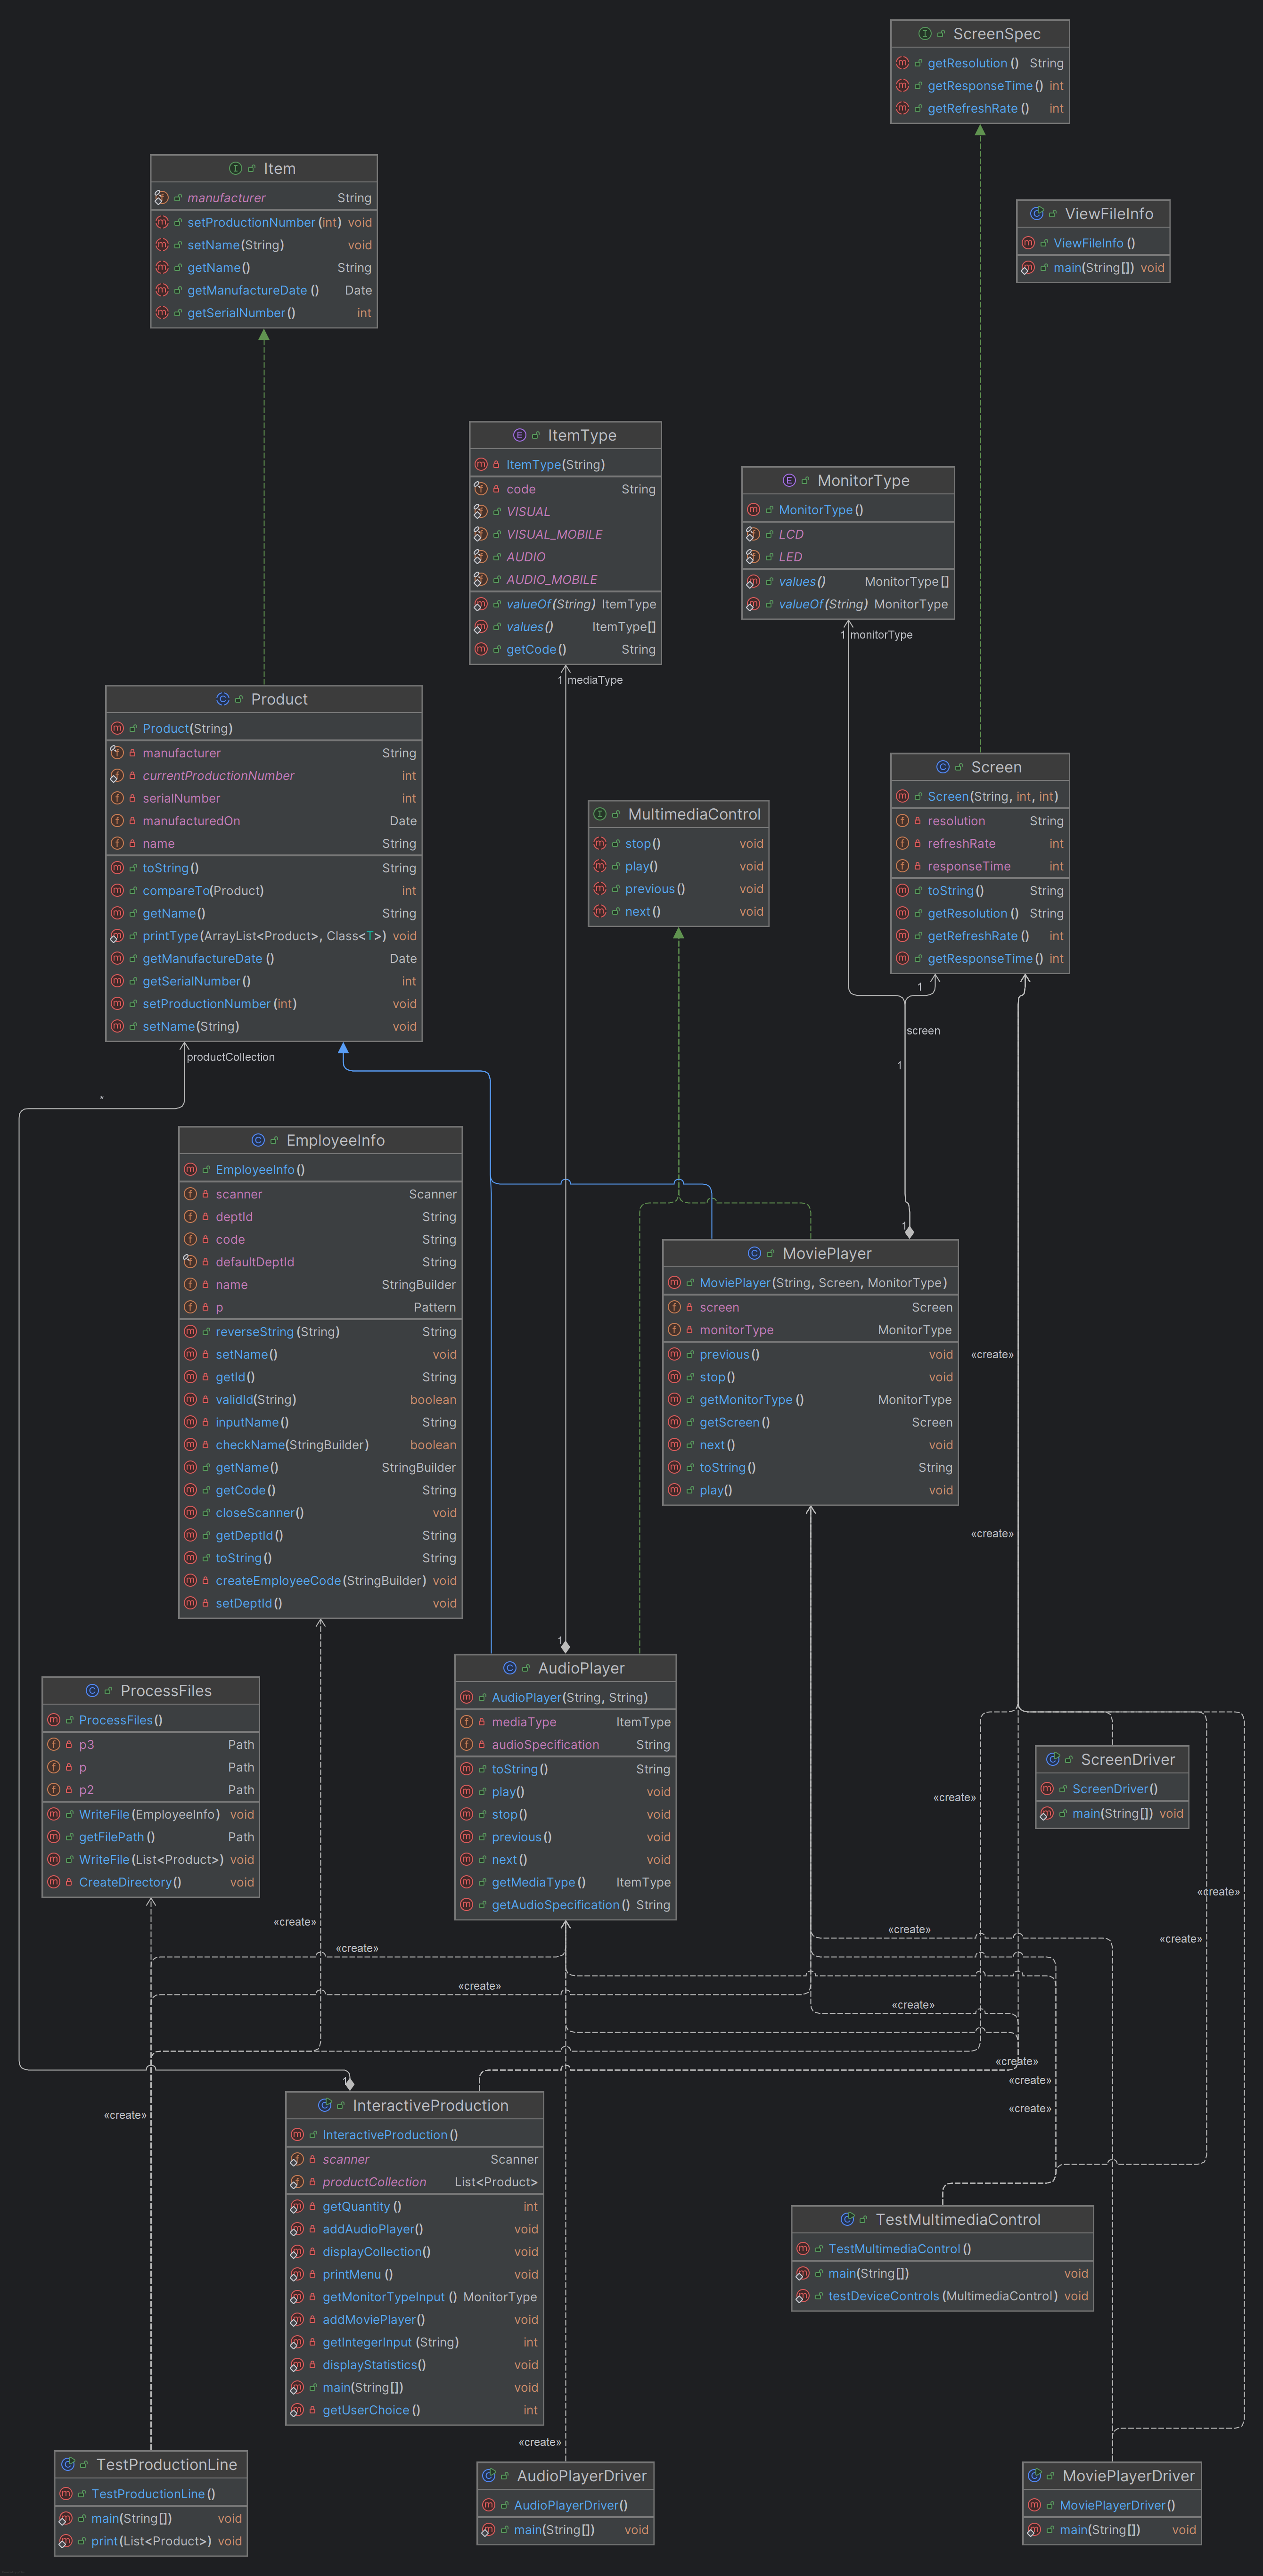 ScreenSpec
getResolution() String
getResponseTime() int
getRefreshRate() int
Item
manufacturer String
setProductionNumber(int) void
setName(String) void
getName() String
getManufactureDate() Date
getSerialNumber() int
ViewFileInfo
ViewFileInfo()
main(String[]) void
ItemType
ItemType(String)
code String
VISUAL
VISUAL_MOBILE
AUDIO
AUDIO_MOBILE
valueOf(String) ItemType
values() ItemType[]
getCode() String
1 mediaType
MonitorType
MonitorType()
LCD
LED
values() MonitorType[]
valueOf(String) MonitorType
1 monitorType
Product
Product(String)
manufacturer String
currentProductionNumber int
serialNumber int
manufacturedOn Date
name String
toString() String
compareTo(Product) int
getName() String
printType(ArrayList<Product>, Class<T>) void
getManufactureDate() Date
getSerialNumber() int
setProductionNumber(int) void
setName(String) void
productCollection
*
Screen
Screen(String, int, int)
resolution String
refreshRate int
responseTime int
toString() String
getResolution() String
getRefreshRate() int
getResponseTime() int
1
screen
1
MultimediaControl
stop() void
play() void
previous() void
next() void
EmployeeInfo
EmployeeInfo()
scanner Scanner
deptId String
code String
defaultDeptId String
name StringBuilder
p Pattern
reverseString(String) String
setName() void
getId() String
validId(String) boolean
inputName() String
checkName(StringBuilder) boolean
getName() StringBuilder
getCode() String
closeScanner() void
getDeptId() String
toString() String
createEmployeeCode(StringBuilder) void
setDeptId() void
1
MoviePlayer
MoviePlayer(String, Screen, MonitorType)
screen Screen
monitorType MonitorType
previous() void
stop() void
getMonitorType() MonitorType
getScreen() Screen
next() void
toString() String
play() void
«create»
«create»
1
AudioPlayer
AudioPlayer(String, String)
mediaType ItemType
audioSpecification String
toString() String
play() void
stop() void
previous() void
next() void
getMediaType() ItemType
getAudioSpecification() String
ProcessFiles
ProcessFiles()
p3 Path
p Path
p2 Path
WriteFile(EmployeeInfo) void
getFilePath() Path
WriteFile(List<Product>) void
CreateDirectory() void
ScreenDriver
ScreenDriver()
main(String[]) void
«create»
«create»
«create»
«create»
«create»
«create»
«create»
«create»
«create»
«create»
«create»
«create»
1
InteractiveProduction
InteractiveProduction()
scanner Scanner
productCollection List<Product>
getQuantity() int
addAudioPlayer() void
displayCollection() void
printMenu() void
getMonitorTypeInput() MonitorType
addMoviePlayer() void
getIntegerInput(String) int
displayStatistics() void
main(String[]) void
getUserChoice() int
TestMultimediaControl
TestMultimediaControl()
main(String[]) void
testDeviceControls(MultimediaControl) void
«create»
TestProductionLine
TestProductionLine()
main(String[]) void
print(List<Product>) void
AudioPlayerDriver
AudioPlayerDriver()
main(String[]) void
MoviePlayerDriver
MoviePlayerDriver()
main(String[]) void